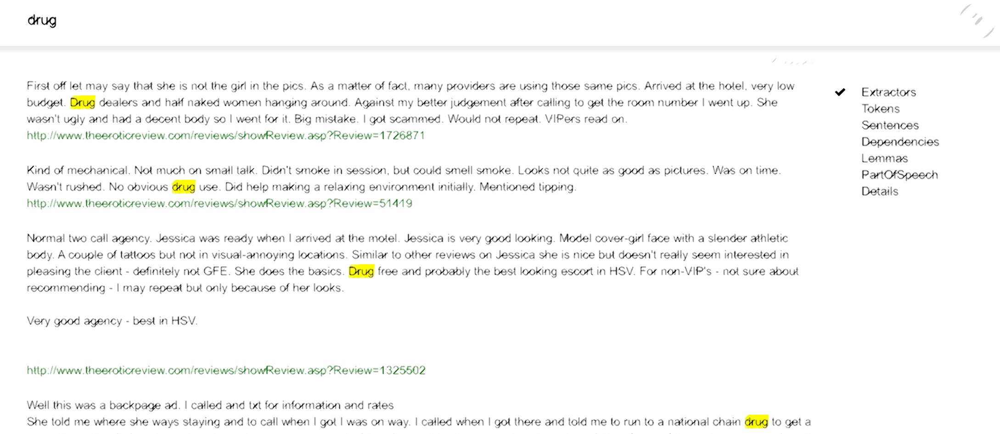 drug
First off let may say that she is not the girl in the pics. As a matter of fact, many providers are using those same pics. Arrived at the hotel, very low
budget. Drug dealers and half naked women hanging around. Against my better judgement after calling to get the room number I went up. She
wasn't ugly and had a decent body so I went for it. Big mistake. I got scammed. Would not repeat. VIPers read on.
http://www.theeroticreview.com/reviews/showReview.asp?Review=1726871
Kind of mechanical. Not much on small talk. Didn't smoke in session, but could smell smoke. Looks not quite as good as pictures. Was on time.
Wasn't rushed. No obvious drug use. Did help making a relaxing environment initially. Mentioned tipping.
http://www.theeroticreview.com/reviews/showReview.asp?Review=51419
Normal two call agency. Jessica was ready when I arrived at the motel. Jessica is very good looking. Model cover-girl face with a slender athletic
body. A couple of tattoos but not in visual-annoying locations. Similar to other reviews on Jessica she is nice but doesn't really seem interested in
pleasing the client - definitely not GFE. She does the basics. Drug free and probably the best looking escort in HSV. For non-VIP's - not sure about
recommending - I may repeat but only because of her looks.
Very good agency - best in HSV.
http://www.theeroticreview.com/reviews/showReview.asp?Review=1325502
Well this was a backpage ad. I called and txt for information and rates
She told me where she ways staying and to call when I got I was on way. I called when I got there and told me to run to a national chain drug to get a
Extractors
Tokens
Sentences
Dependencies
Lemmas
PartOfSpeech
Details